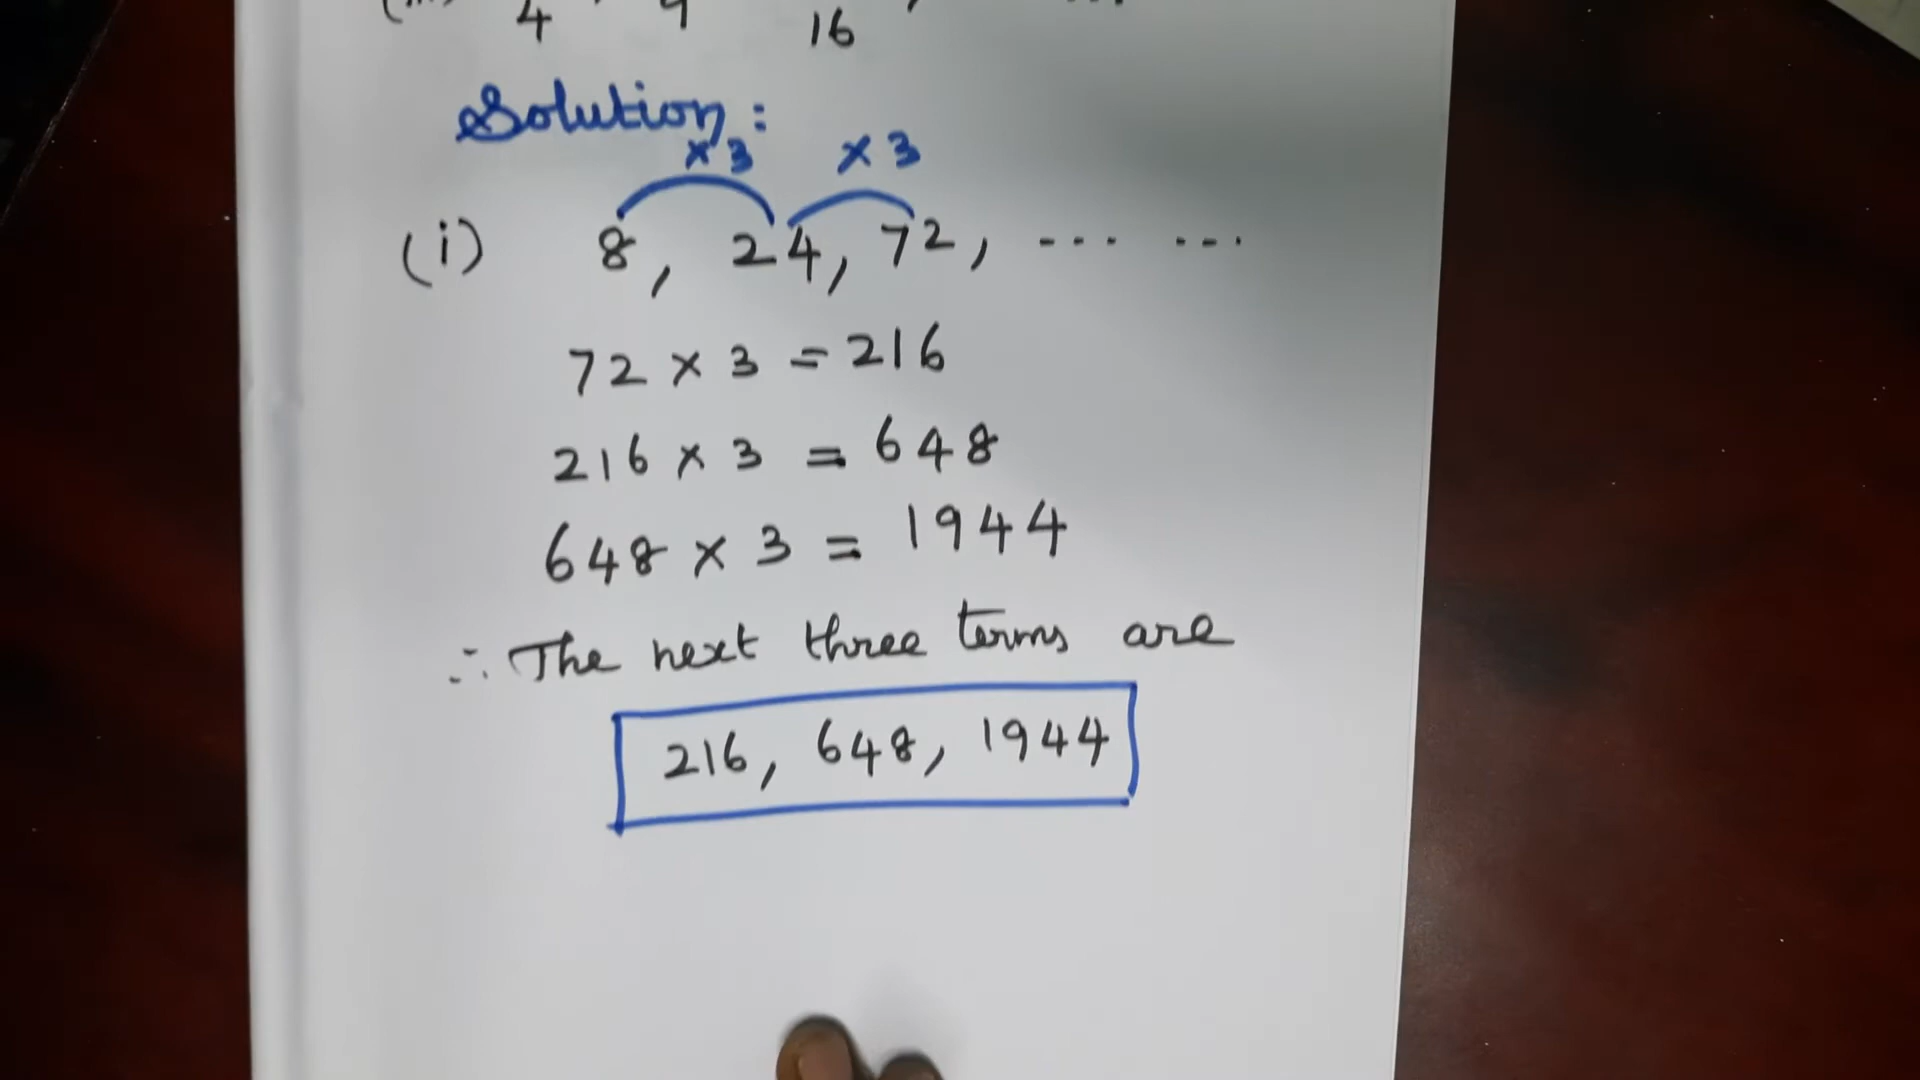 4 9 16
Solution:
×3 ×3
(i) 8, 24, 72, --- ---
72 × 3 = 216
216 × 3 = 648
648 × 3 = 1944
∴ The next three terms are
216, 648, 1944